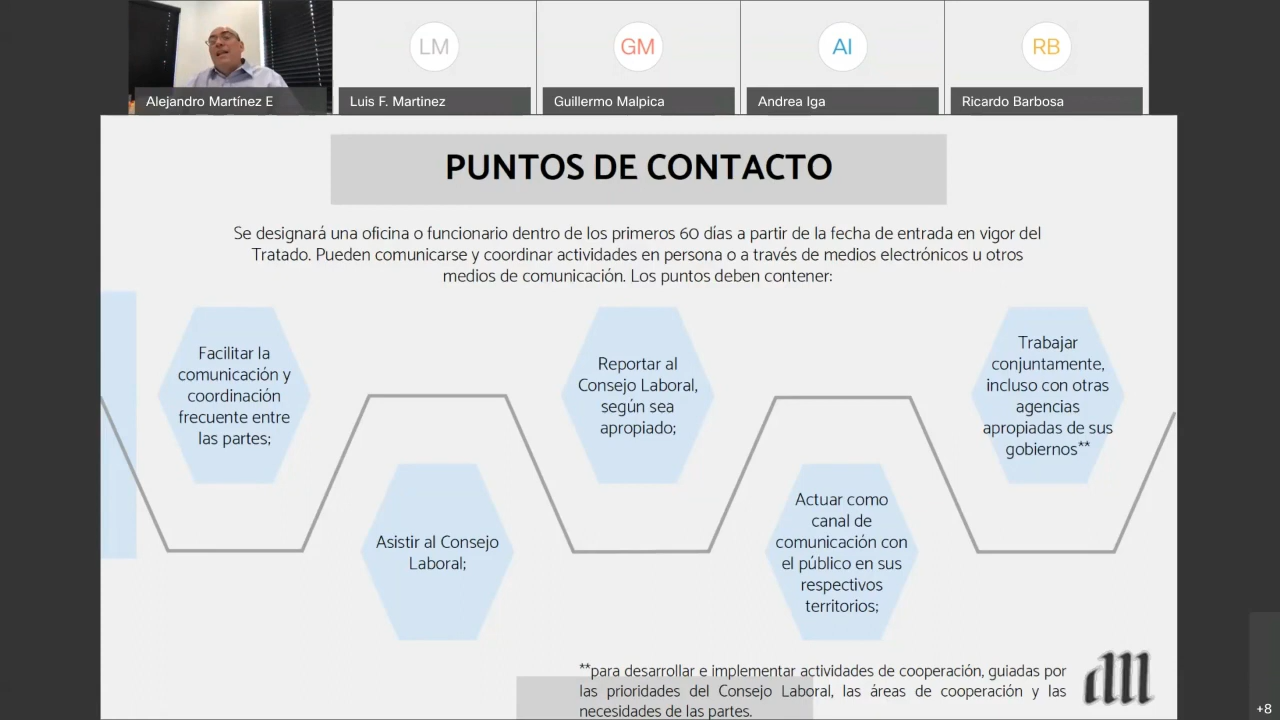 LM
GM
AI
RB
Alejandro Martínez E
Luis F. Martinez
Guillermo Malpica
Andrea Iga
Ricardo Barbosa
PUNTOS DE CONTACTO
Se designará una oficina o funcionario dentro de los primeros 60 días a partir de la fecha de entrada en vigor del
Tratado. Pueden comunicarse y coordinar actividades en persona o a través de medios electrónicos u otros
medios de comunicación. Los puntos deben contener:
Facilitar la
comunicación y
coordinación
frecuente entre
las partes;
Asistir al Consejo
Laboral;
Reportar al
Consejo Laboral,
según sea
apropiado;
Actuar como
canal de
comunicación con
el público en sus
respectivos
territorios;
Trabajar
conjuntamente,
incluso con otras
agencias
apropiadas de sus
gobiernos**
**para desarrollar e implementar actividades de cooperación, guiadas por
las prioridades del Consejo Laboral, las áreas de cooperación y las
necesidades de las partes.
+8